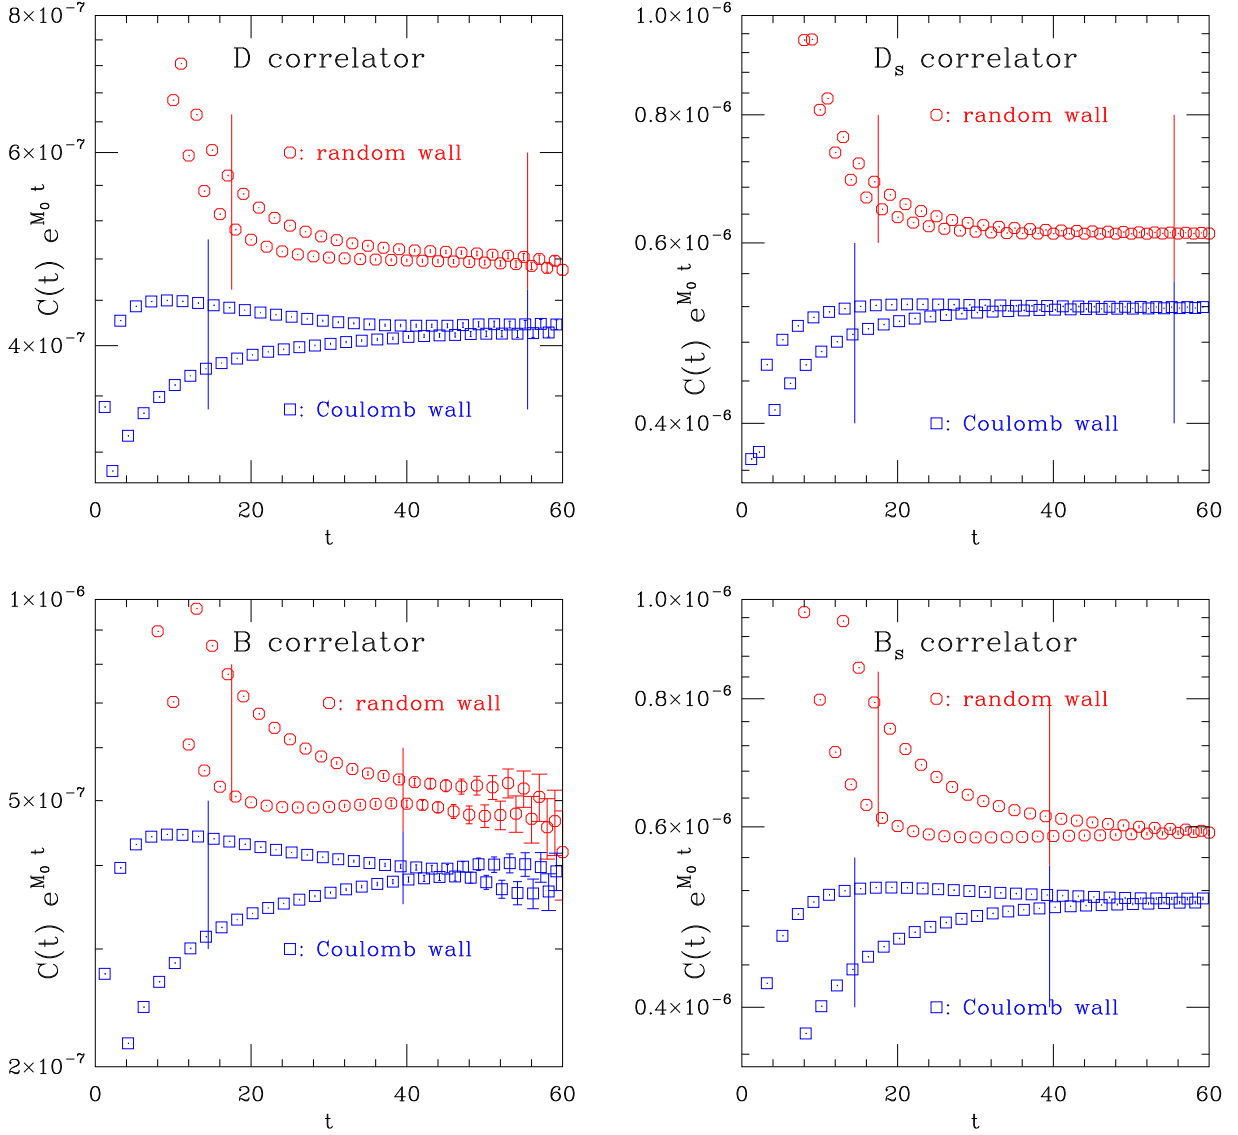 8×10⁻⁷
D correlator
6×10⁻⁷
: random wall
C(t) e^{M₀ t}
4×10⁻⁷
: Coulomb wall
0 20 40 60
t
1.0×10⁻⁶
Dₛ correlator
0.8×10⁻⁶
: random wall
0.6×10⁻⁶
C(t) e^{M₀ t}
0.4×10⁻⁶
: Coulomb wall
0 20 40 60
t
1×10⁻⁶
B correlator
: random wall
5×10⁻⁷
C(t) e^{M₀ t}
: Coulomb wall
2×10⁻⁷
0 20 40 60
t
1.0×10⁻⁶
Bₛ correlator
0.8×10⁻⁶
: random wall
0.6×10⁻⁶
C(t) e^{M₀ t}
0.4×10⁻⁶
: Coulomb wall
0 20 40 60
t